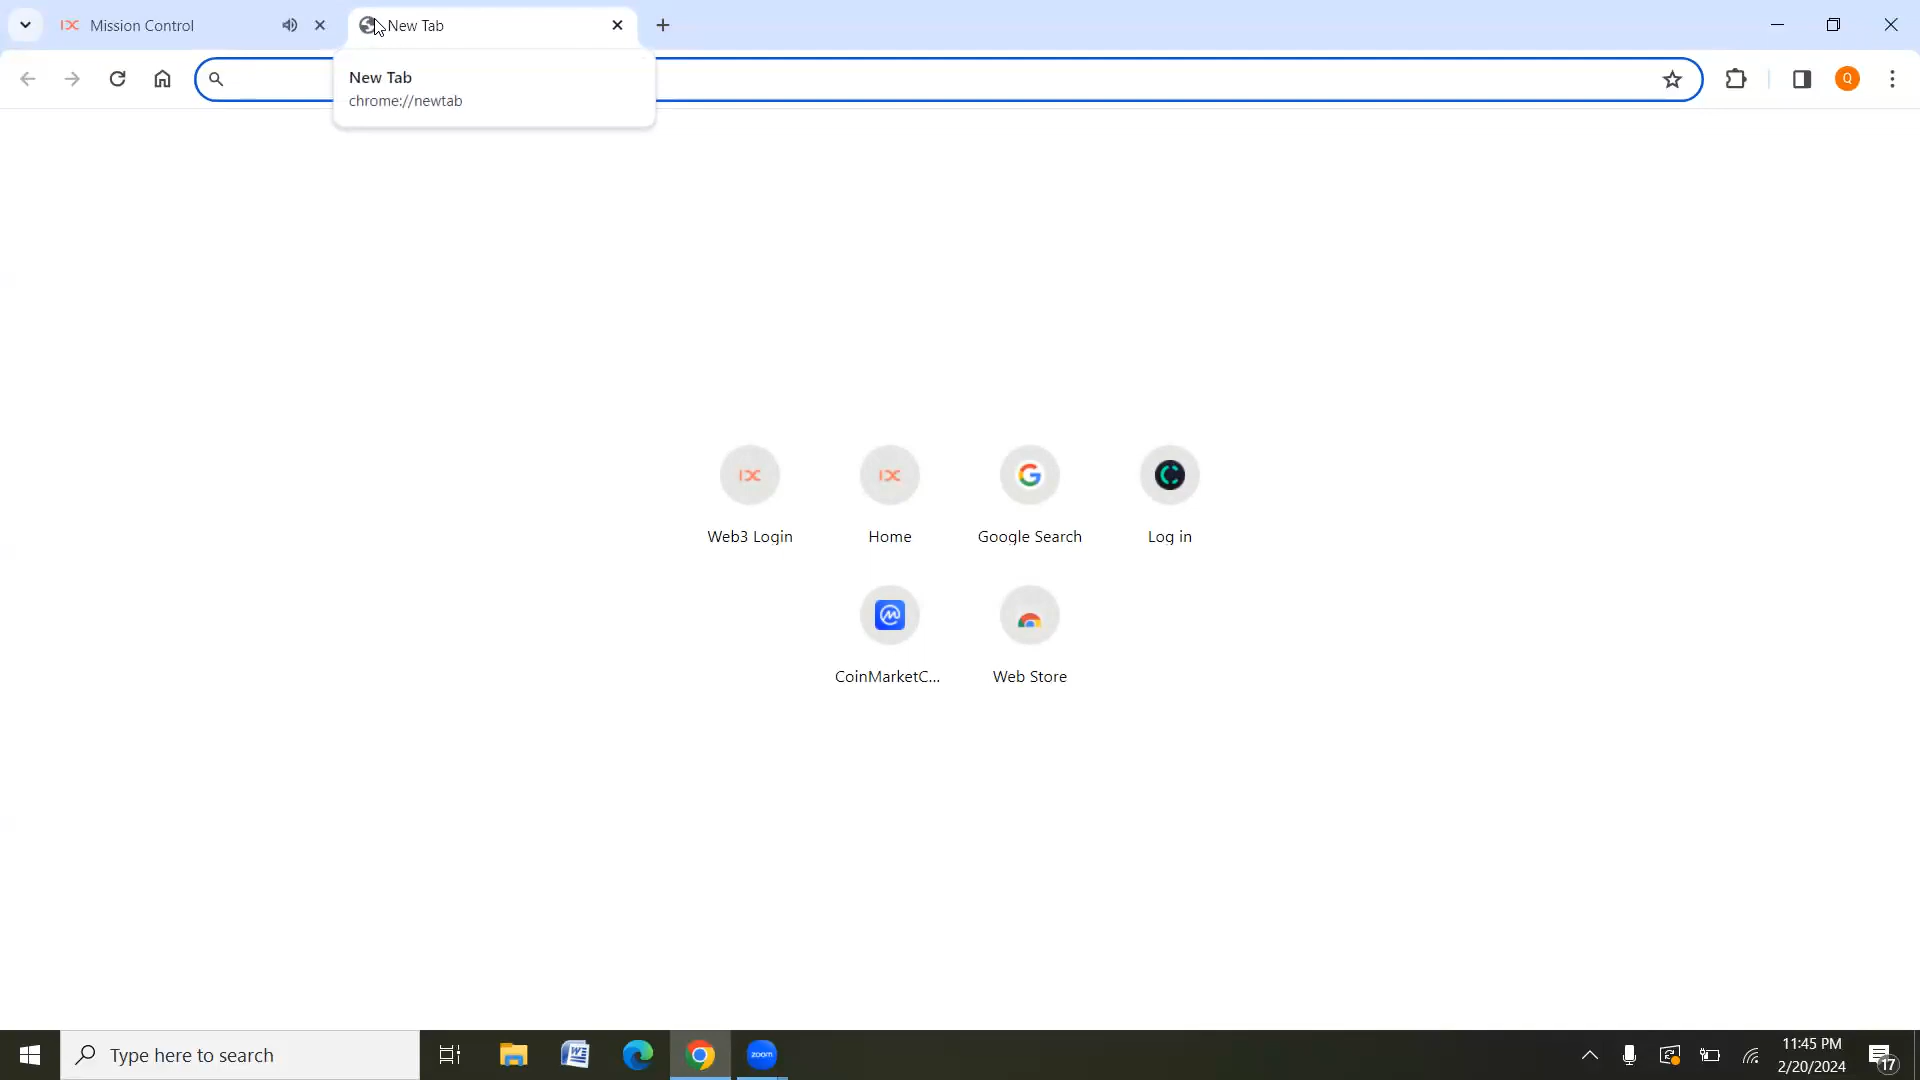 Mission Control
New Tab
New Tab
chrome://newtab
Q
Web3 Login
Home
Google Search
Log in
CoinMarketC...
Web Store
Type here to search
zoom
11:45 PM
2/20/2024
17